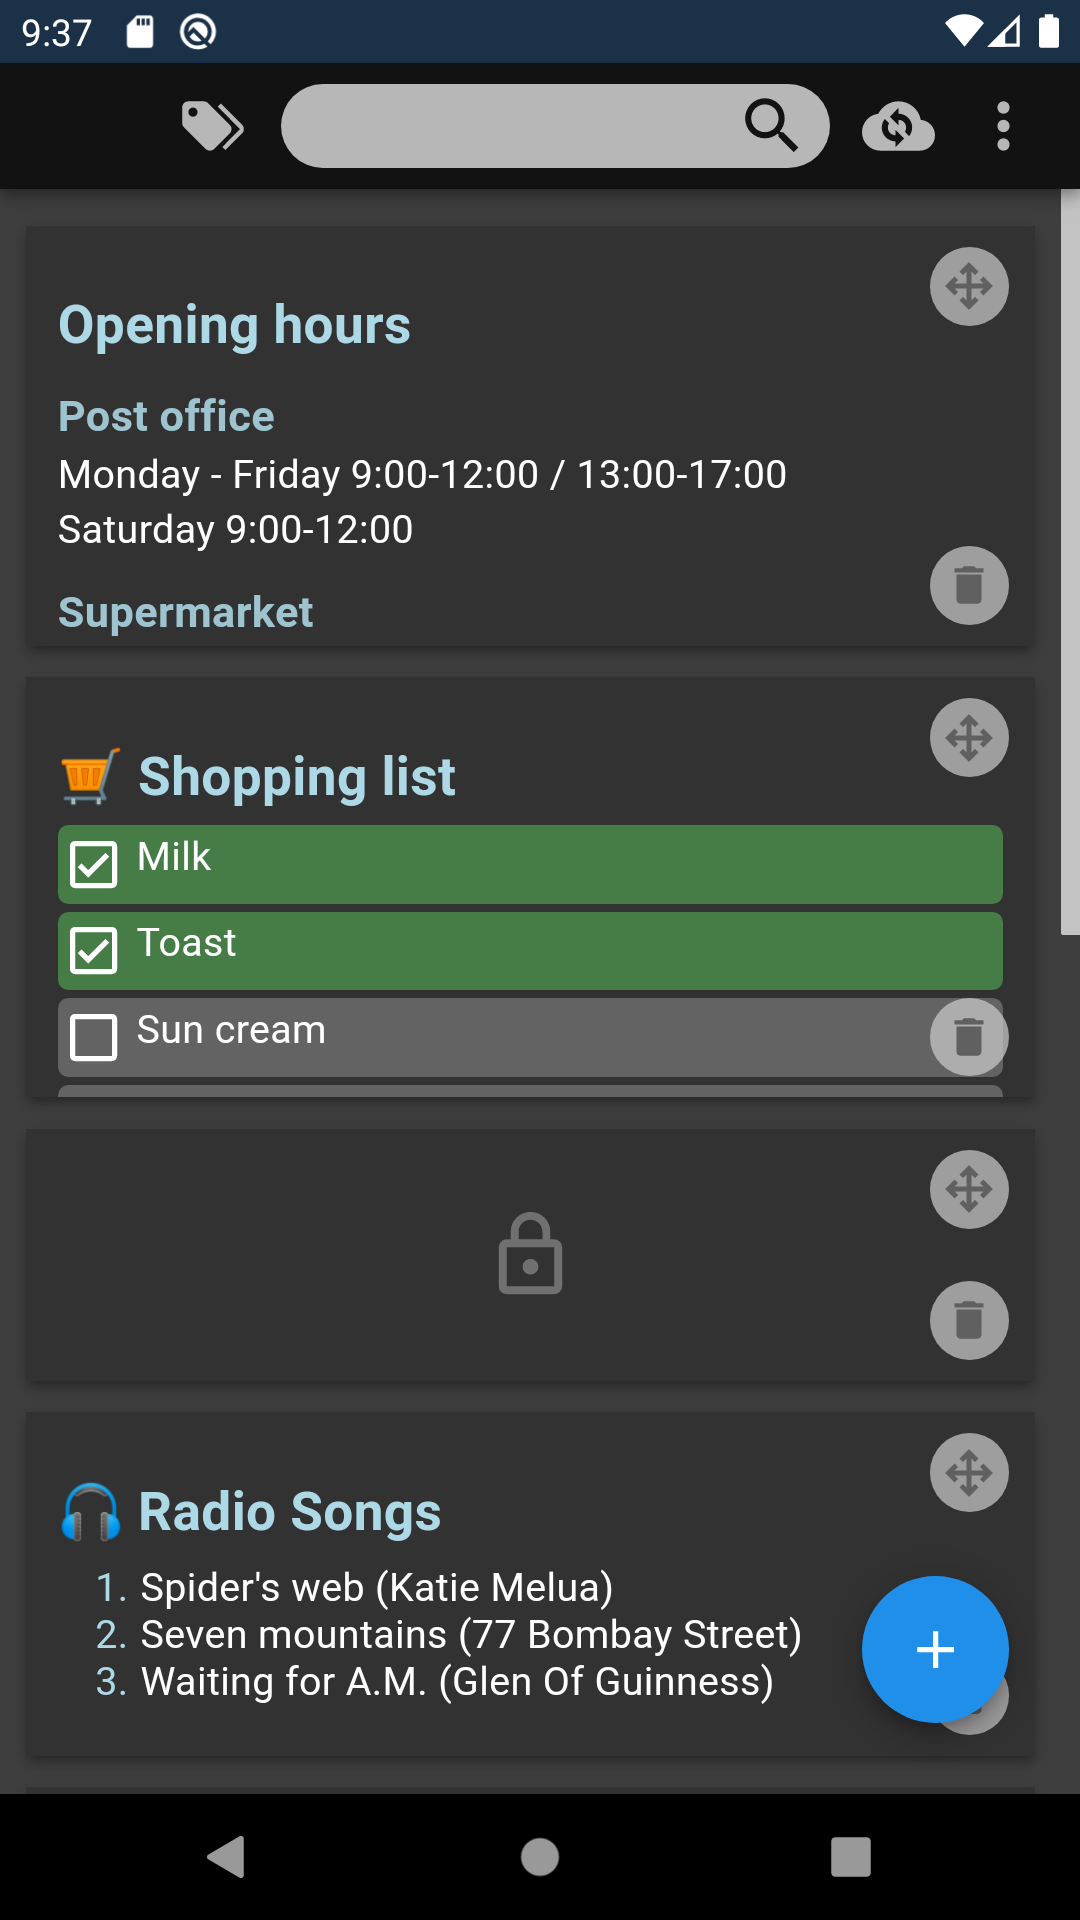 9:37
Opening hours
Post office
Monday - Friday 9:00-12:00 / 13:00-17:00
Saturday 9:00-12:00
Supermarket
🛒 Shopping list
Milk
Toast
Sun cream
🎧 Radio Songs
1. Spider's web (Katie Melua)
2. Seven mountains (77 Bombay Street)
3. Waiting for A.M. (Glen Of Guinness)